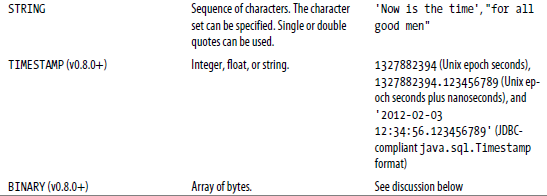 STRING Sequence of characters. The character 'Now is the time',"for all
set can be specified. Single or double good men"
quotes can be used.
TIMESTAMP (v0.8.0+) Integer, float, or string. 1327882394 (Unix epoch seconds),
1327882394.123456789 (Unix ep-
och seconds plus nanoseconds), and
'2012-02-03
12:34:56.123456789' (JDBC-
compliant java.sql.Timestamp
format)
BINARY (v0.8.0+) Array of bytes. See discussion below